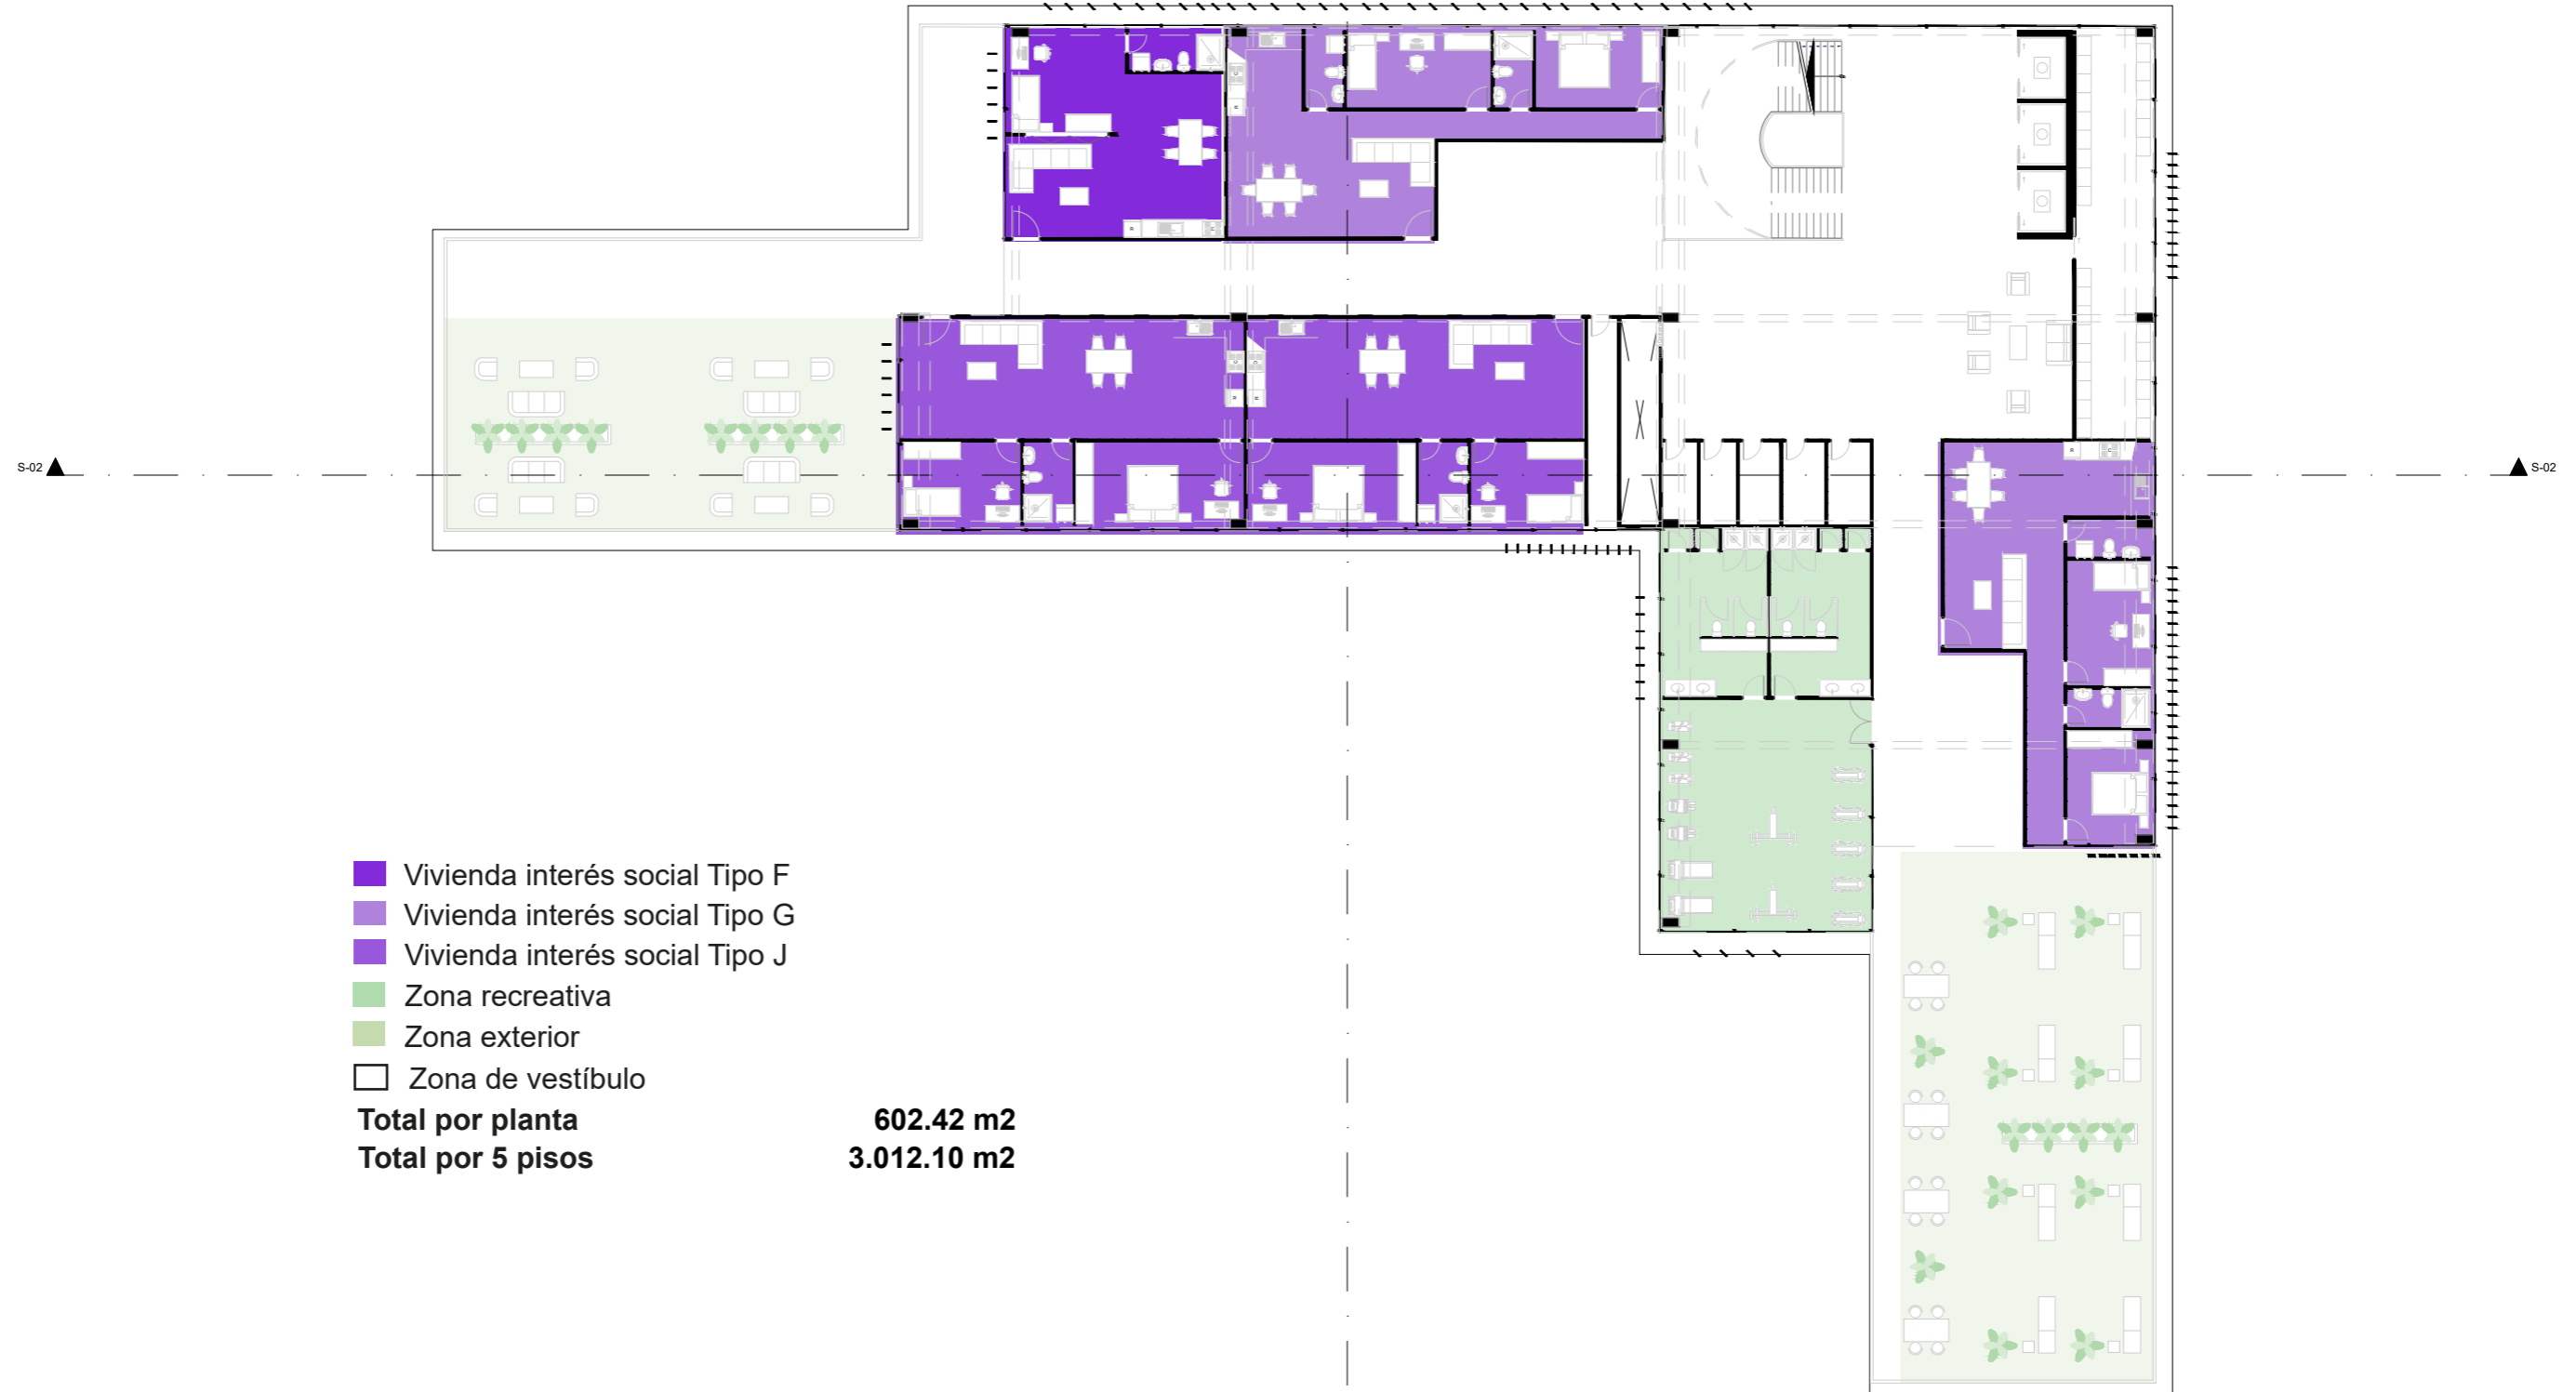 S-02
S-02
Vivienda interés social Tipo F
Vivienda interés social Tipo G
Vivienda interés social Tipo J
Zona recreativa
Zona exterior
Zona de vestíbulo
Total por planta 602.42 m2
Total por 5 pisos 3.012.10 m2